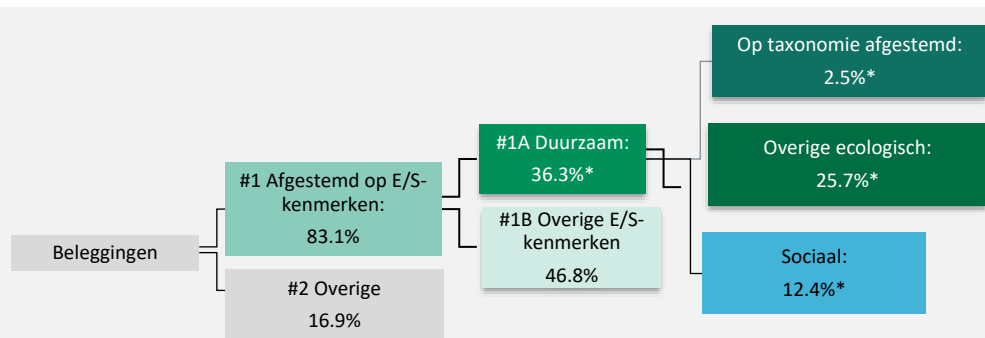 Beleggingen
#1 Afgestemd op E/S-
kenmerken:
83.1%
#2 Overige
16.9%
#1A Duurzaam:
36.3%*
#1B Overige E/S-
kenmerken
46.8%
Op taxonomie afgestemd:
2.5%*
Overige ecologisch:
25.7%*
Sociaal:
12.4%*